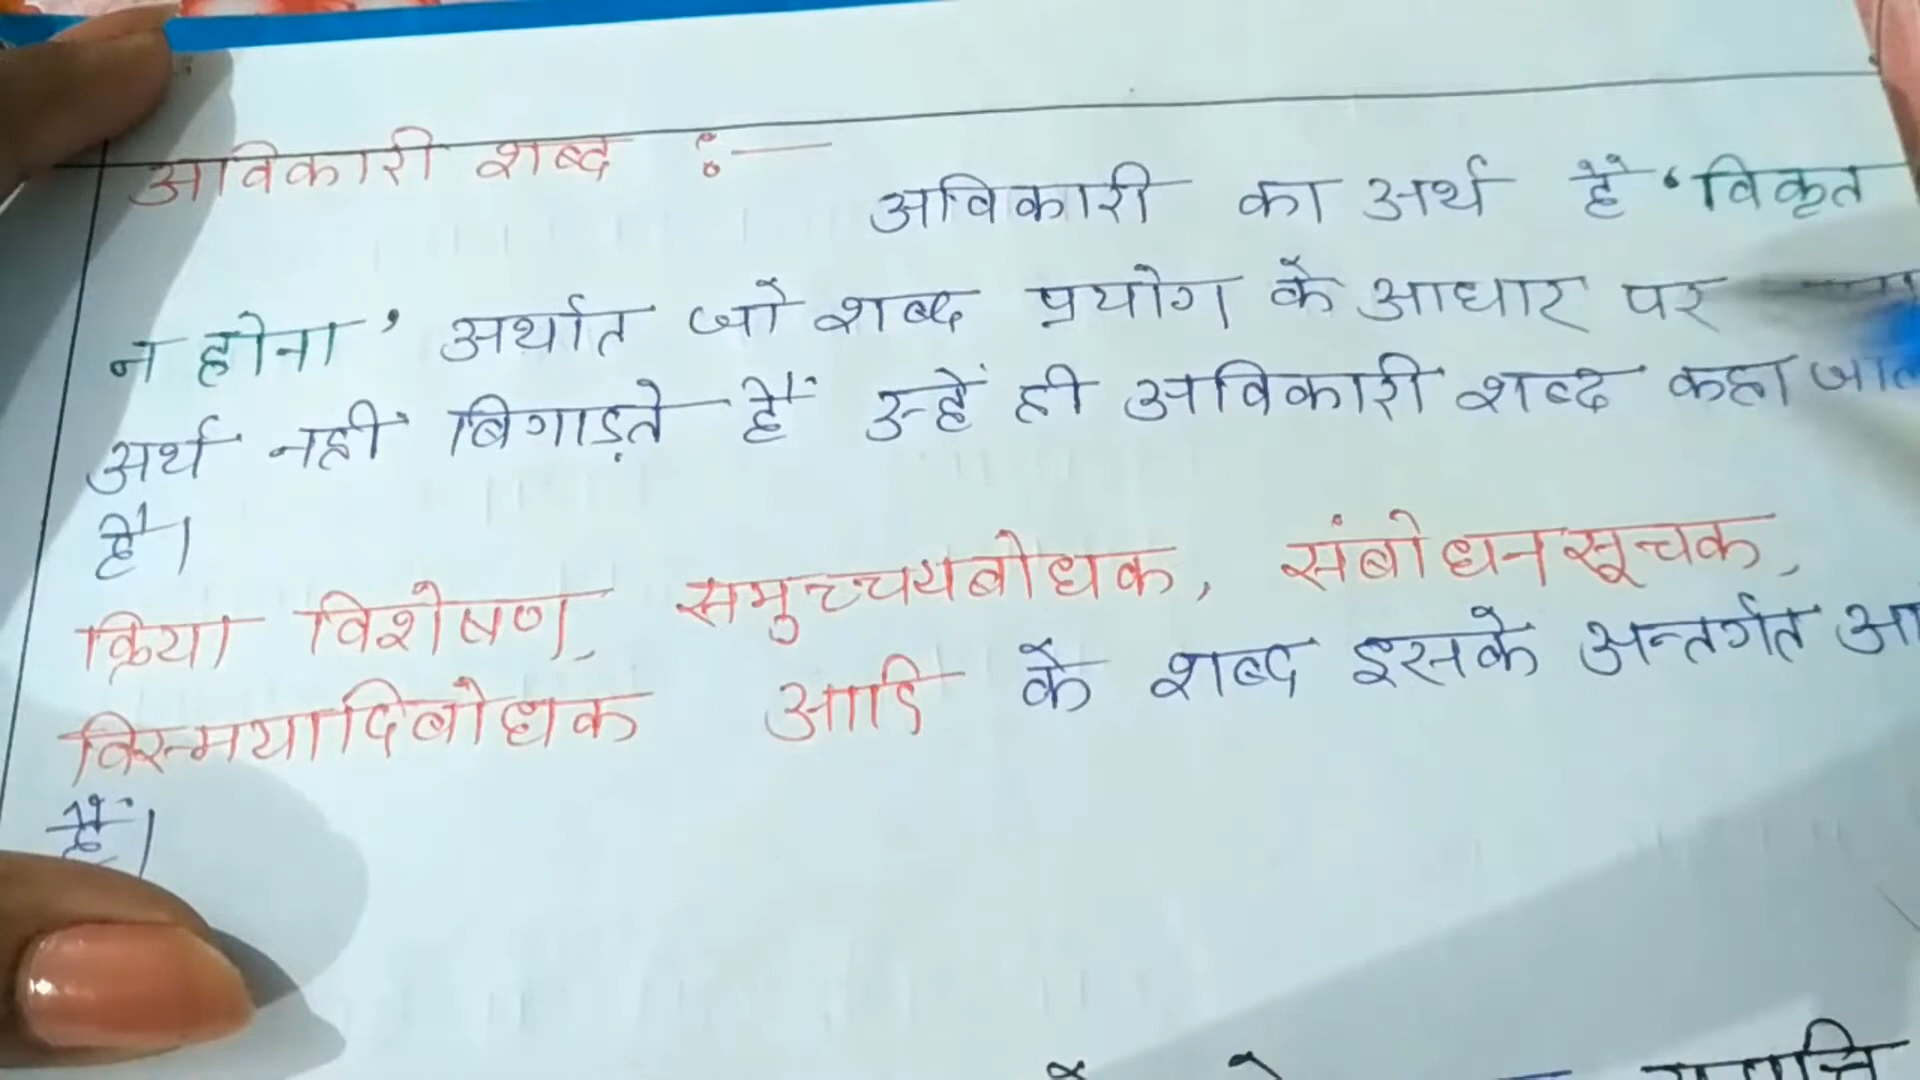 अविकारी शब्द :—
अविकारी का अर्थ है 'विकृत
न होना' अर्थात जो शब्द प्रयोग के आधार पर
अर्थ नहीं बिगाड़ते हैं उन्हें ही अविकारी शब्द कहा
है।
क्रिया विशेषण, समुच्चयबोधक, संबोधनसूचक,
विस्मयादिबोधक आदि के शब्द इसके अन्तर्गत
हैं।